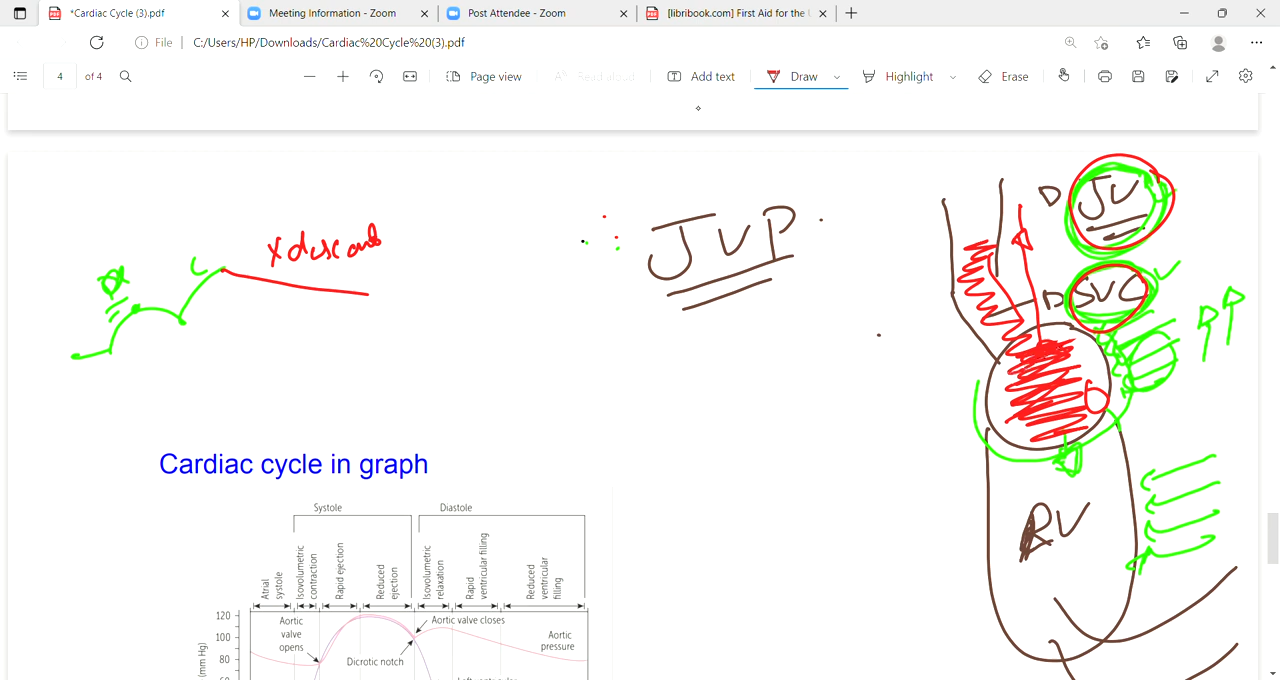 *Cardiac Cycle (3).pdf
Meeting Information - Zoom
Post Attendee - Zoom
[libribook.com] First Aid for the
File
C:/Users/HP/Downloads/Cardiac%20Cycle%20(3).pdf
4 of 4
Page view
Read aloud
Add text
Draw
Highlight
Erase
JVP
JV
SVC
C
x descent
RV
Cardiac cycle in graph
Systole
Diastole
Atrial systole
Isovolumetric contraction
Rapid ejection
Reduced ejection
Isovolumetric relaxation
Rapid ventricular filling
Reduced ventricular filling
120
100
80
(mm Hg)
Aortic valve opens
Dicrotic notch
Aortic valve closes
Aortic pressure